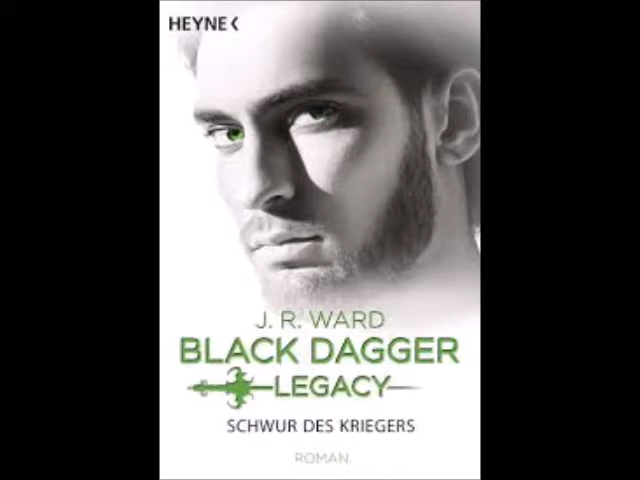 HEYNE<
J. R. WARD
BLACK DAGGER
LEGACY
SCHWUR DES KRIEGERS
ROMAN